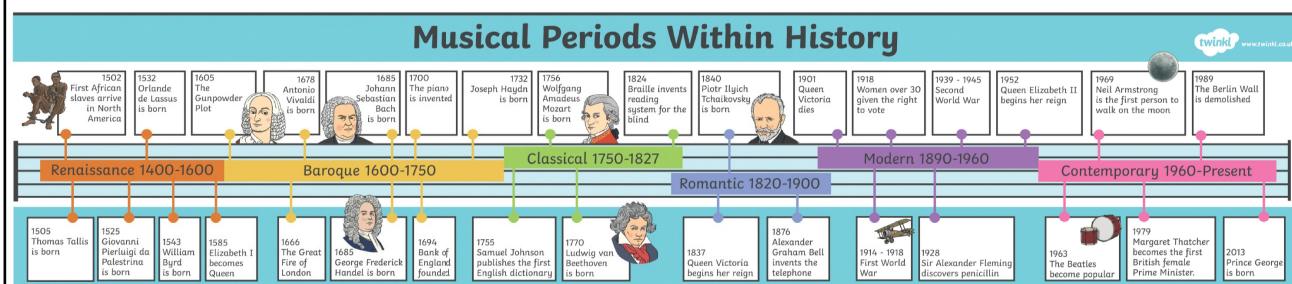 Musical Periods Within History
twinkl
www.twinkl.co.u
1502
First African
slaves arrive
in North
America
1532
Orlande
de Lassus
is born
1605
The
Gunpowder
Plot
1678
Antonio
Vivaldi
is born
1685
Johann
Sebastian
Bach
is born
1700
The piano
is invented
1732
Joseph Haydn
is born
1756
Wolfgang
Amadeus
Mozart
is born
1824
Braille invents
reading
system for the
blind
1840
Piotr Ilyich
Tchaikovsky
is born
1901
Queen
Victoria
dies
1918
Women over 30
given the right
to vote
1939 - 1945
Second
World War
1952
Queen Elizabeth II
begins her reign
1969
Neil Armstrong
is the first person to
walk on the moon
1989
The Berlin Wall
is demolished
Renaissance 1400-1600
Baroque 1600-1750
Classical 1750-1827
Romantic 1820-1900
Modern 1890-1960
Contemporary 1960-Present
1505
Thomas Tallis
is born
1525
Giovanni
Pierluigi da
Palestrina
is born
1543
William
Byrd
is born
1585
Elizabeth I
becomes
Queen
1666
The Great
Fire of
London
1685
George Frederick
Handel is born
1694
Bank of
England
founded
1755
Samuel Johnson
publishes the first
English dictionary
1770
Ludwig van
Beethoven
is born
1837
Queen Victoria
begins her reign
1876
Alexander
Graham Bell
invents the
telephone
1914 - 1918
First World
War
1928
Sir Alexander Fleming
discovers penicillin
1963
The Beatles
become popular
1979
Margaret Thatcher
becomes the first
British female
Prime Minister.
2013
Prince George
is born